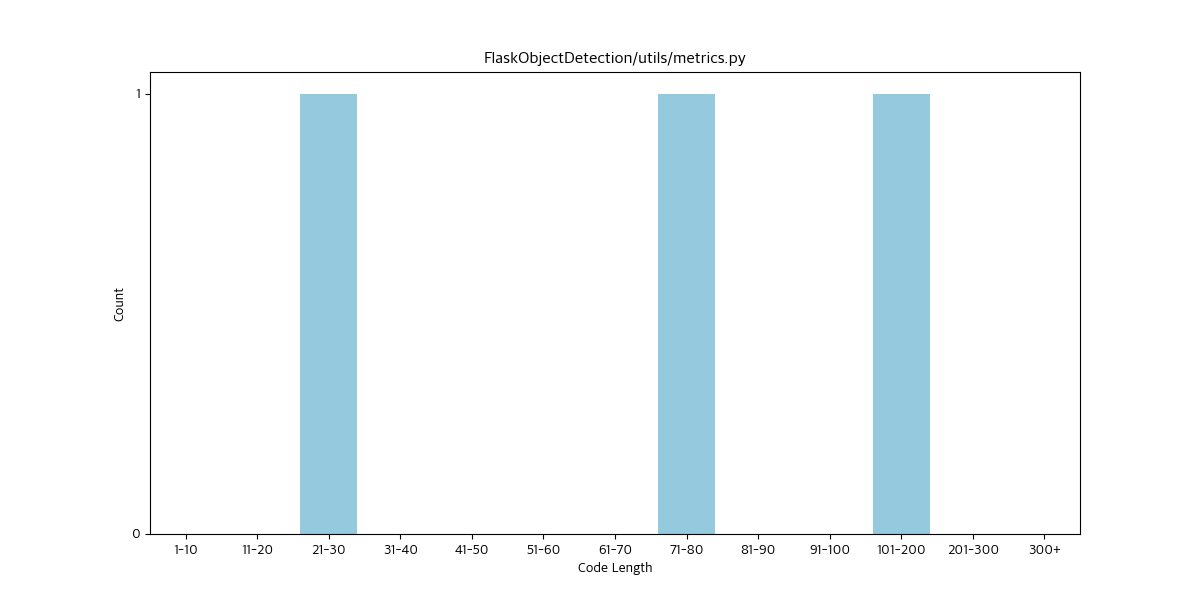 FlaskObjectDetection/utils/metrics.py
1
Count
0
1-10 11-20 21-30 31-40 41-50 51-60 61-70 71-80 81-90 91-100 101-200 201-300 300+
Code Length